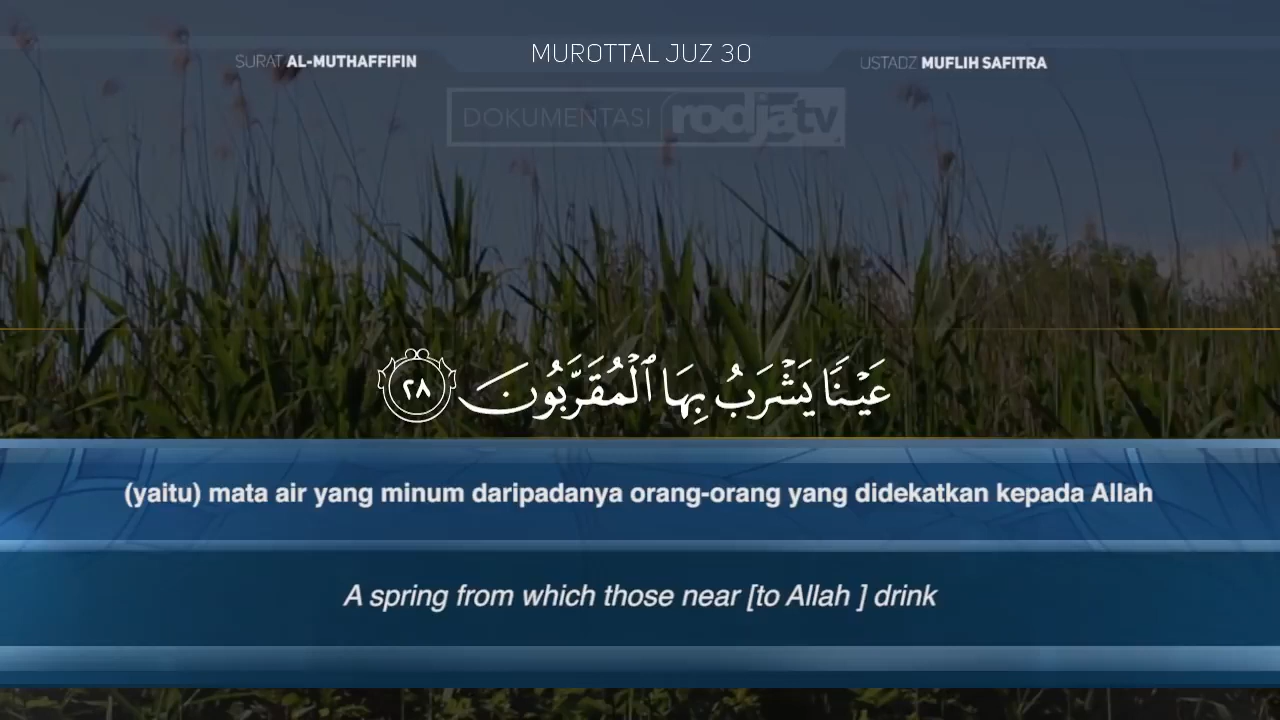 MUROTTAL JUZ 30
SURAT AL-MUTHAFFIFIN
USTADZ MUFLIH SAFITRA
DOKUMENTASI rodjatv
عَيْنًا يَشْرَبُ بِهَا ٱلْمُقَرَّبُونَ ٢٨
(yaitu) mata air yang minum daripadanya orang-orang yang didekatkan kepada Allah
A spring from which those near [to Allah ] drink